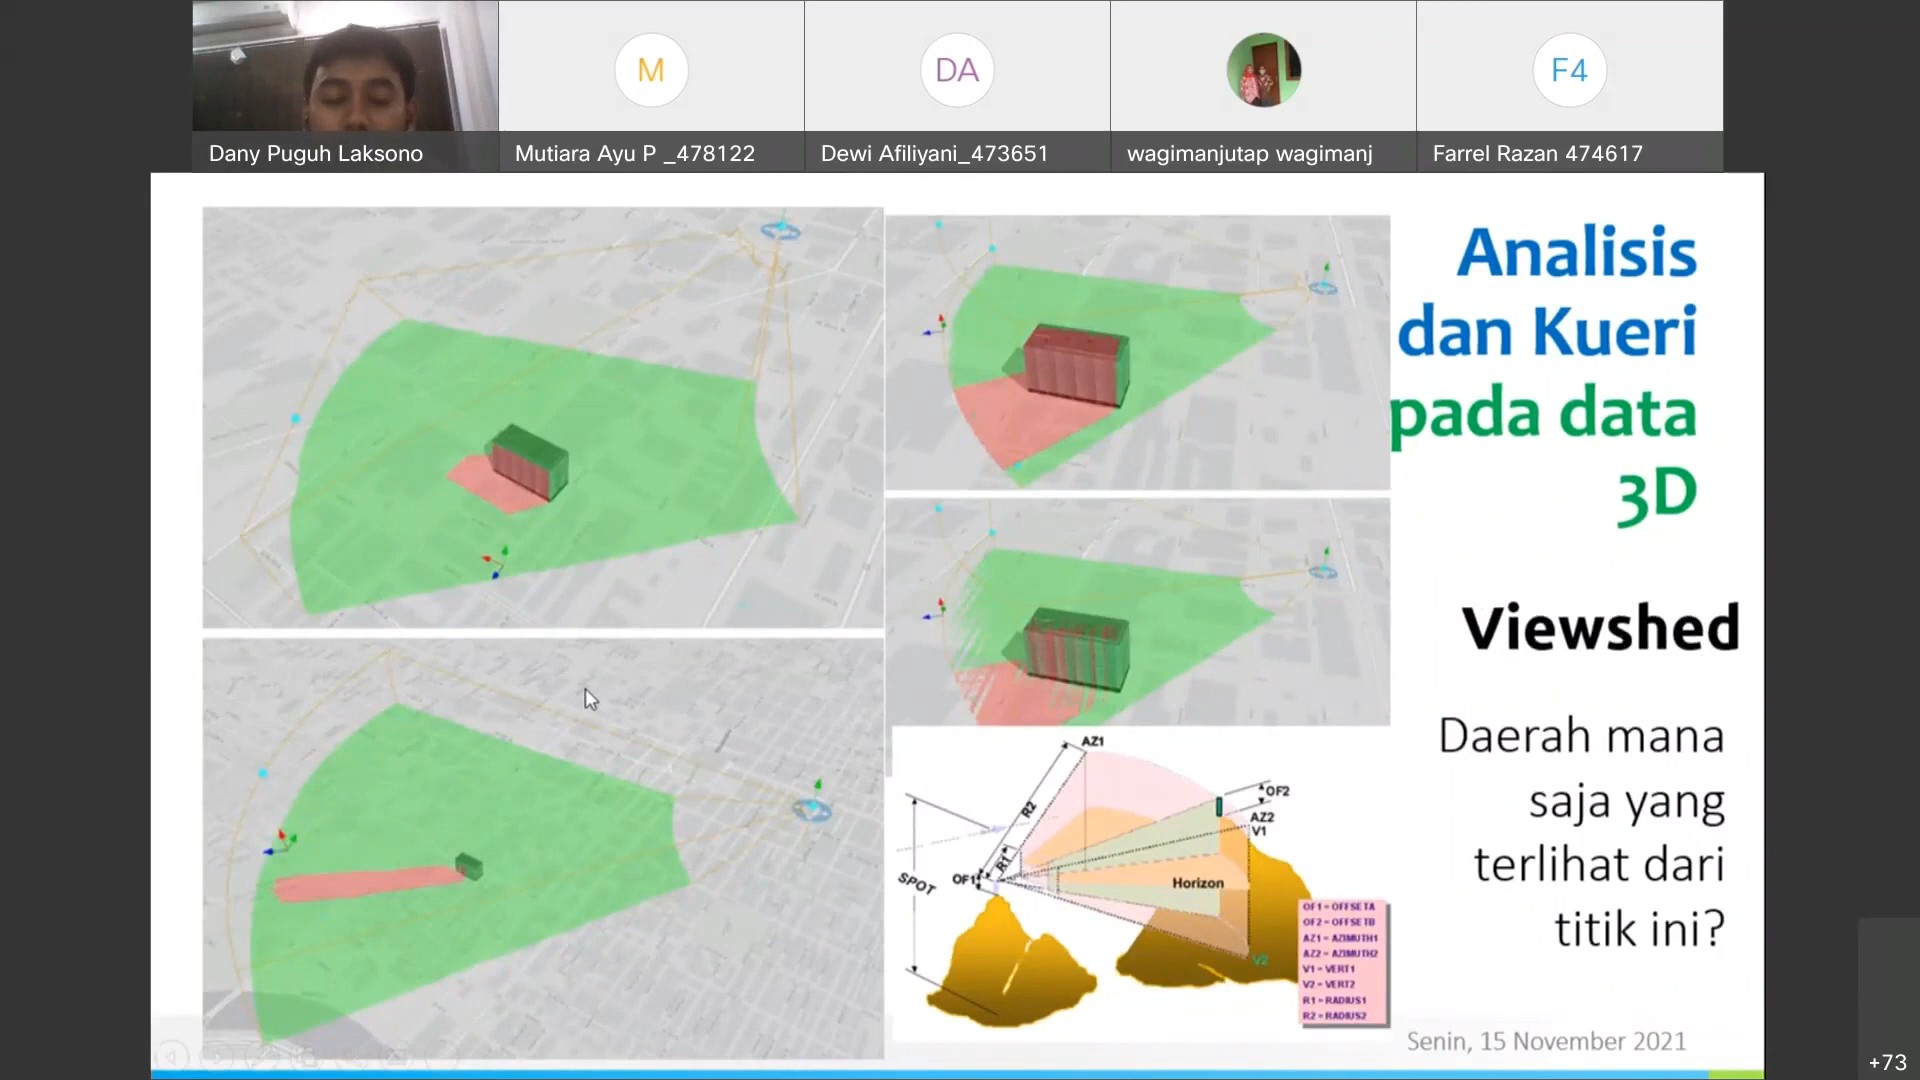 M
DA
F4
Dany Puguh Laksono
Mutiara Ayu P _478122
Dewi Afiliyani_473651
wagimanjutap wagimanj
Farrel Razan 474617
Analisis
dan Kueri
pada data
3D
Viewshed
Daerah mana
saja yang
terlihat dari
titik ini?
AZ1
R2
OF2
AZ2
V1
R1
OF1
SPOT
Horizon
V2
OF1 = OFFSETA
OF2 = OFFSETB
AZ1 = AZIMUTH1
AZ2 = AZIMUTH2
V1 = VERT1
V2 = VERT2
R1 = RADIUS1
R2 = RADIUS2
Senin, 15 November 2021
+73